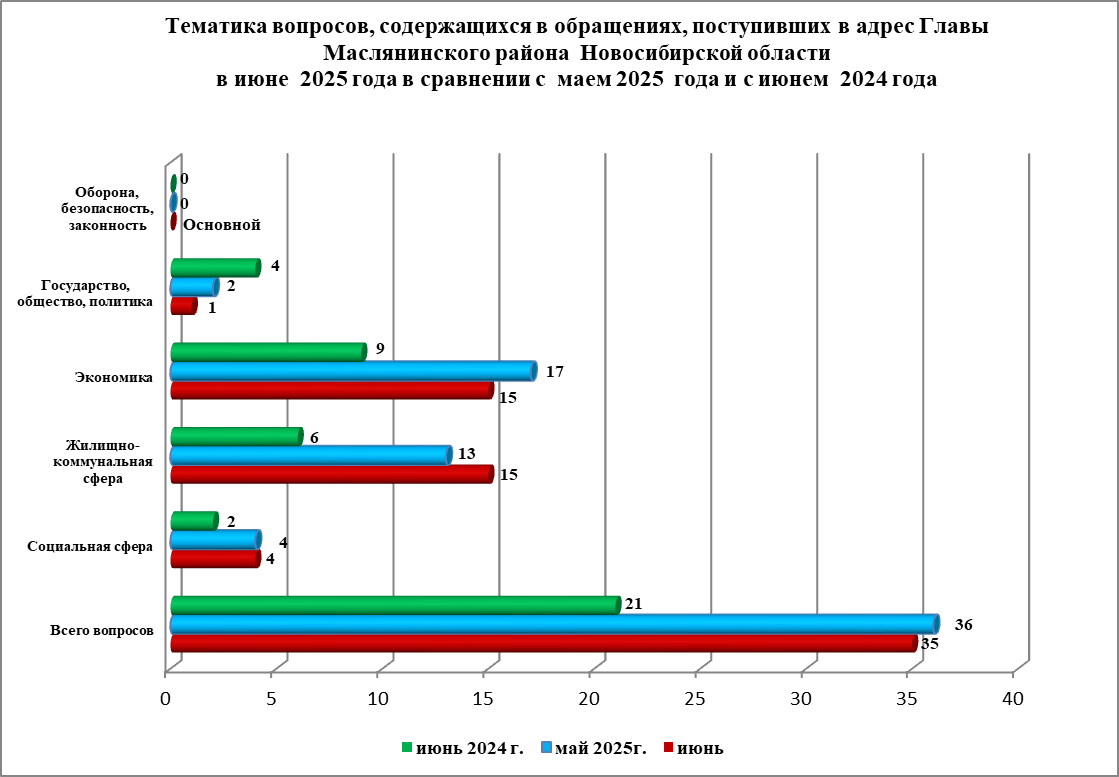 Тематика вопросов, содержащихся в обращениях, поступивших в адрес Главы
Маслянинского района Новосибирской области
в июне 2025 года в сравнении с маем 2025 года и с июнем 2024 года
Оборона,
безопасность,
законность
0
0
Основной
Государство,
общество, политика
4
2
1
Экономика
9
17
15
Жилищно-
коммунальная
сфера
6
13
15
Социальная сфера
2
4
4
Всего вопросов
21
36
35
0 5 10 15 20 25 30 35 40
июнь 2024 г. май 2025г. июнь